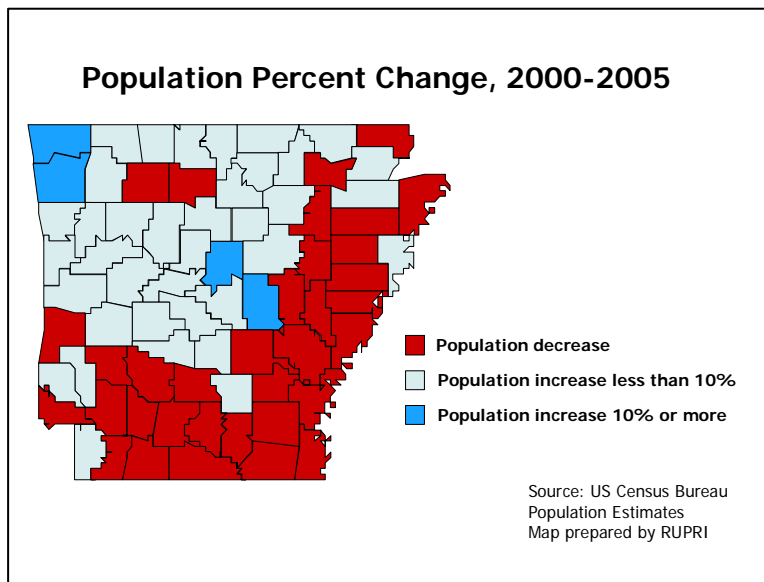 Population Percent Change, 2000-2005
Population decrease
Population increase less than 10%
Population increase 10% or more
Source: US Census Bureau
Population Estimates
Map prepared by RUPRI